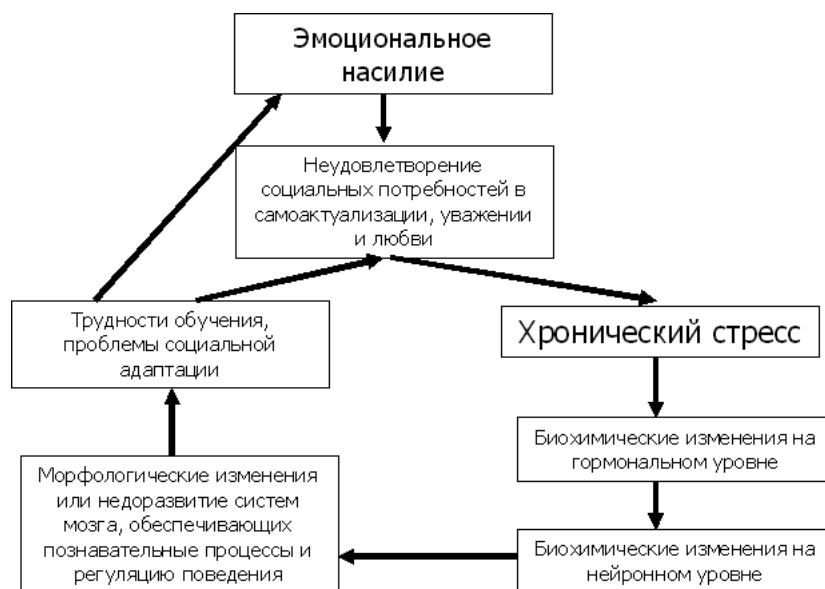 Эмоциональное
насилие
Неудовлетворение
социальных потребностей в
самоактуализации, уважении
и любви
Трудности обучения,
проблемы социальной
адаптации
Хронический стресс
Биохимические изменения на
гормональном уровне
Морфологические изменения
или недоразвитие систем
мозга, обеспечивающих
познавательные процессы и
регуляцию поведения
Биохимические изменения на
нейронном уровне